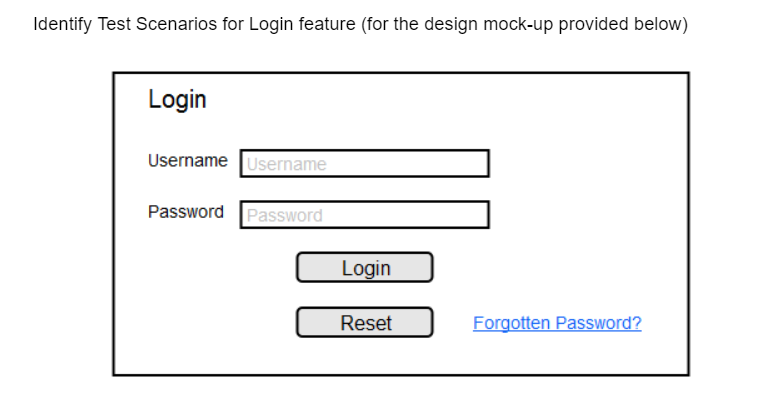 Identify Test Scenarios for Login feature (for the design mock-up provided below)
Login
Username Username
Password Password
Login
Reset Forgotten Password?